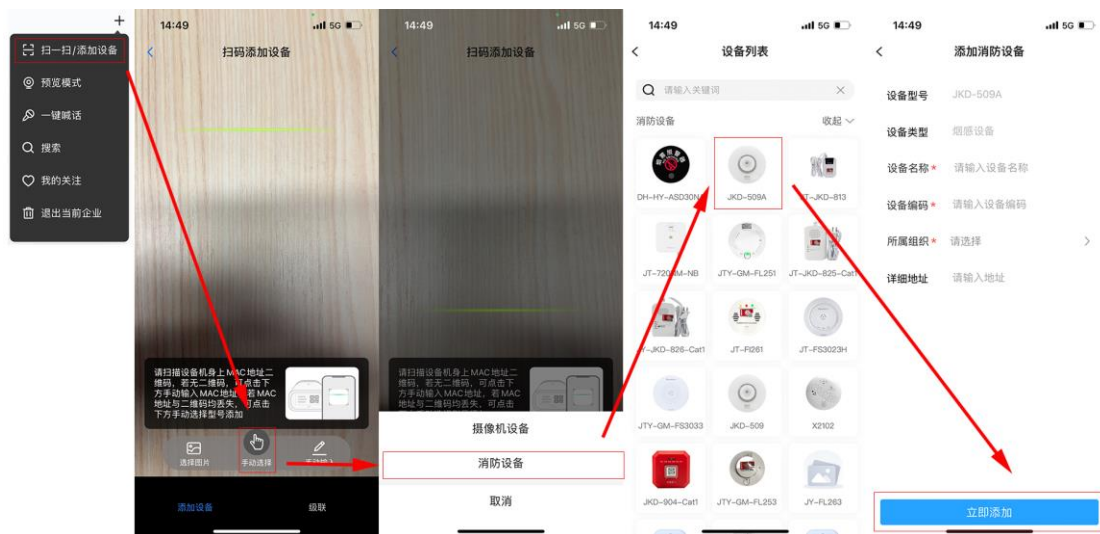 +
扫一扫/添加设备
预览模式
一键喊话
搜索
我的关注
退出当前企业
14:49
5G
扫码添加设备
请扫描设备机身上MAC地址二
维码，若无二维码，可点击下
方手动输入MAC地址，若MAC
地址与二维码均丢失，可点击
下方手动选择型号添加
选择图片
手动选择
手动输入
添加设备
级联
14:49
5G
扫码添加设备
请扫描设备机身上MAC地址二
维码，若无二维码，可点击下
方手动输入MAC地址，若MAC
地址与二维码均丢失，可点击
摄像机设备
消防设备
取消
14:49
5G
设备列表
请输入关键词
消防设备
收起
JKD-509A
JT-JKD-813
JT-720GM-NB
JTY-GM-FL251
JT-JKD-825-Cat1
JKD-826-Cat1
JT-FI261
JT-FS3023H
JTY-GM-FS3033
JKD-509
X2102
JKD-904-Cat1
JTY-GM-FL253
JY-FL263
14:49
5G
添加消防设备
设备型号 JKD-509A
设备类型 烟感设备
设备名称* 请输入设备名称
设备编码* 请输入设备编码
所属组织* 请选择
详细地址 请输入地址
立即添加